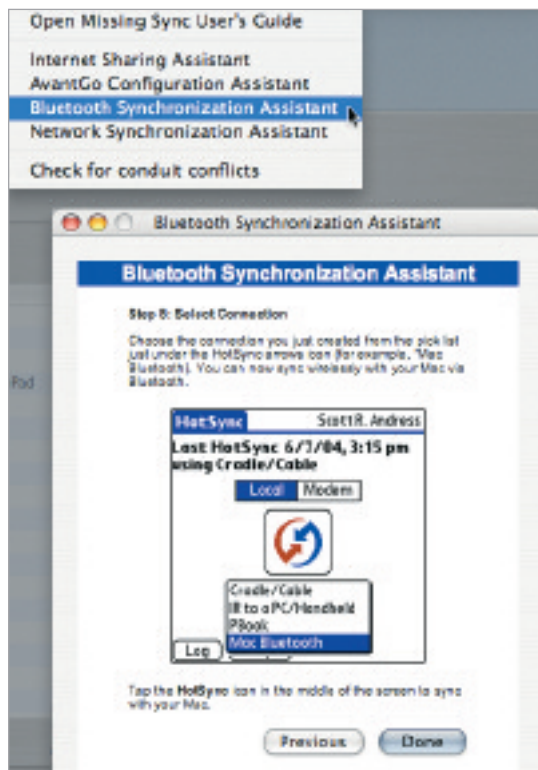 Open Missing Sync User's Guide
Internet Sharing Assistant
AvantGo Configuration Assistant
Bluetooth Synchronization Assistant
Network Synchronization Assistant
Check for conduit conflicts
Bluetooth Synchronization Assistant
Bluetooth Synchronization Assistant
Pad
Step 8: Select Connection
Choose the connection you just created from the pick list
just under the HotSync arrows icon (for example, "Mac
Bluetooth). You can now sync wirelessly with your Mac via
Bluetooth.
HotSync Scott R. Andress
Last HotSync 6/7/04, 3:15 pm
using Cradle/Cable
Local Modem
Cradle/Cable
IR to a PC/Handheld
PBook
Mac Bluetooth
Log
Tap the HotSync icon in the middle of the screen to sync
with your Mac.
Previous Done